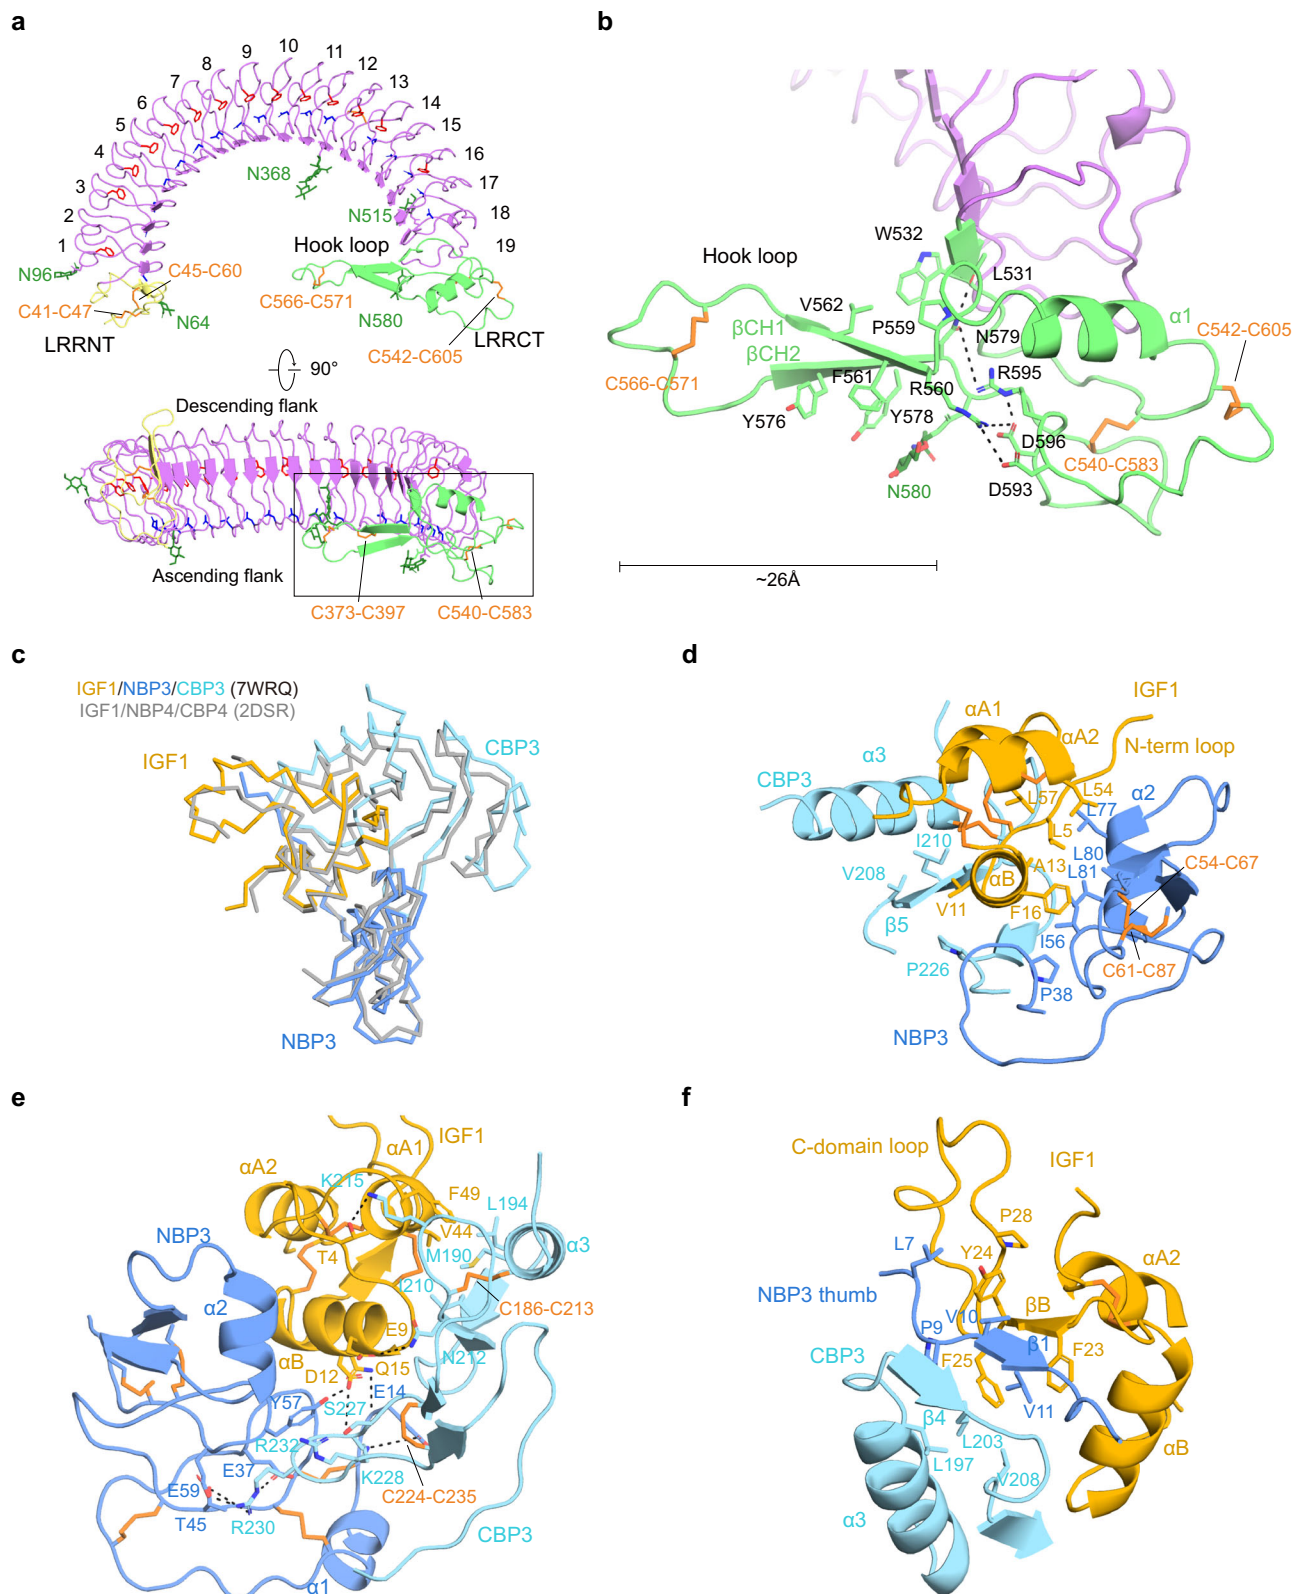 a
1
2
3
4
5
6
7
8
9
10
11
12
13
14
15
16
17
18
19
N368
N515
Hook loop
N96
C45-C60
C41-C47
N64
LRRNT
C566-C571
N580
LRRCT
C542-C605
90°
Descending flank
Ascending flank
C373-C397
C540-C583
b
W532
Hook loop
L531
V562
P559
N579
α1
C542-C605
βCH1
βCH2
C566-C571
F561
R560
R595
Y576
Y578
D596
C540-C583
N580
D593
~26Å
c
IGF1/NBP3/CBP3 (7WRQ)
IGF1/NBP4/CBP4 (2DSR)
IGF1
CBP3
NBP3
d
IGF1
αA1
αA2
N-term loop
α3
CBP3
L57
L54
L77
α2
L5
I210
L80
C54-C67
V208
A13
L81
αB
V11
F16
β5
I56
P226
C61-C87
P38
NBP3
e
IGF1
αA1
αA2
K215
F49
L194
NBP3
V44
T4
M190
α3
I210
α2
C186-C213
E9
N212
αB
D12
Q15
E14
Y57
S227
R232
E37
K228
E59
C224-C235
T45
R230
CBP3
α1
f
C-domain loop
IGF1
P28
L7
Y24
αA2
NBP3 thumb
V10
βB
P9
β1
CBP3
F25
F23
V11
β4
L203
αB
L197
V208
α3